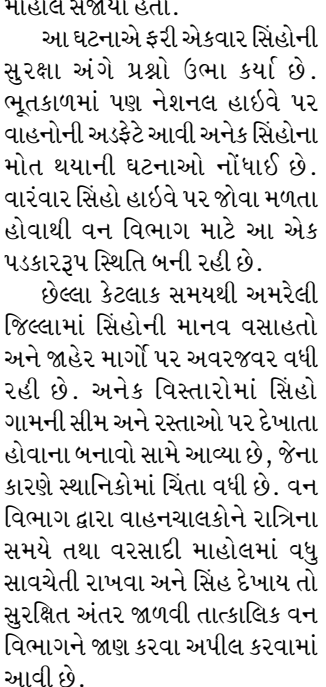 માહોલ સર્જાયો હતો.
આ ઘટનાએ ફરી એકવાર સિંહોની
સુરક્ષા અંગે પ્રશ્નો ઉભા કર્યા છે.
ભૂતકાળમાં પણ નેશનલ હાઇવે પર
વાહનોની અડફેટે આવી અનેક સિંહોના
મોત થયાની ઘટનાઓ નોંધાઈ છે.
વારંવાર સિંહો હાઇવે પર જોવા મળતા
હોવાથી વન વિભાગ માટે આ એક
પડકારરૂપ સ્થિતિ બની રહી છે.
છેલ્લા કેટલાક સમયથી અમરેલી
જિલ્લામાં સિંહોની માનવ વસાહતો
અને જાહેર માર્ગો પર અવરજવર વધી
રહી છે. અનેક વિસ્તારોમાં સિંહો
ગામની સીમ અને રસ્તાઓ પર દેખાતા
હોવાના બનાવો સામે આવ્યા છે, જેના
કારણે સ્થાનિકોમાં ચિંતા વધી છે. વન
વિભાગ દ્વારા વાહનચાલકોને રાત્રિના
સમયે તથા વરસાદી માહોલમાં વધુ
સાવચેતી રાખવા અને સિંહ દેખાય તો
સુરક્ષિત અંતર જાળવી તાત્કાલિક વન
વિભાગને જાણ કરવા અપીલ કરવામાં
આવી છે.